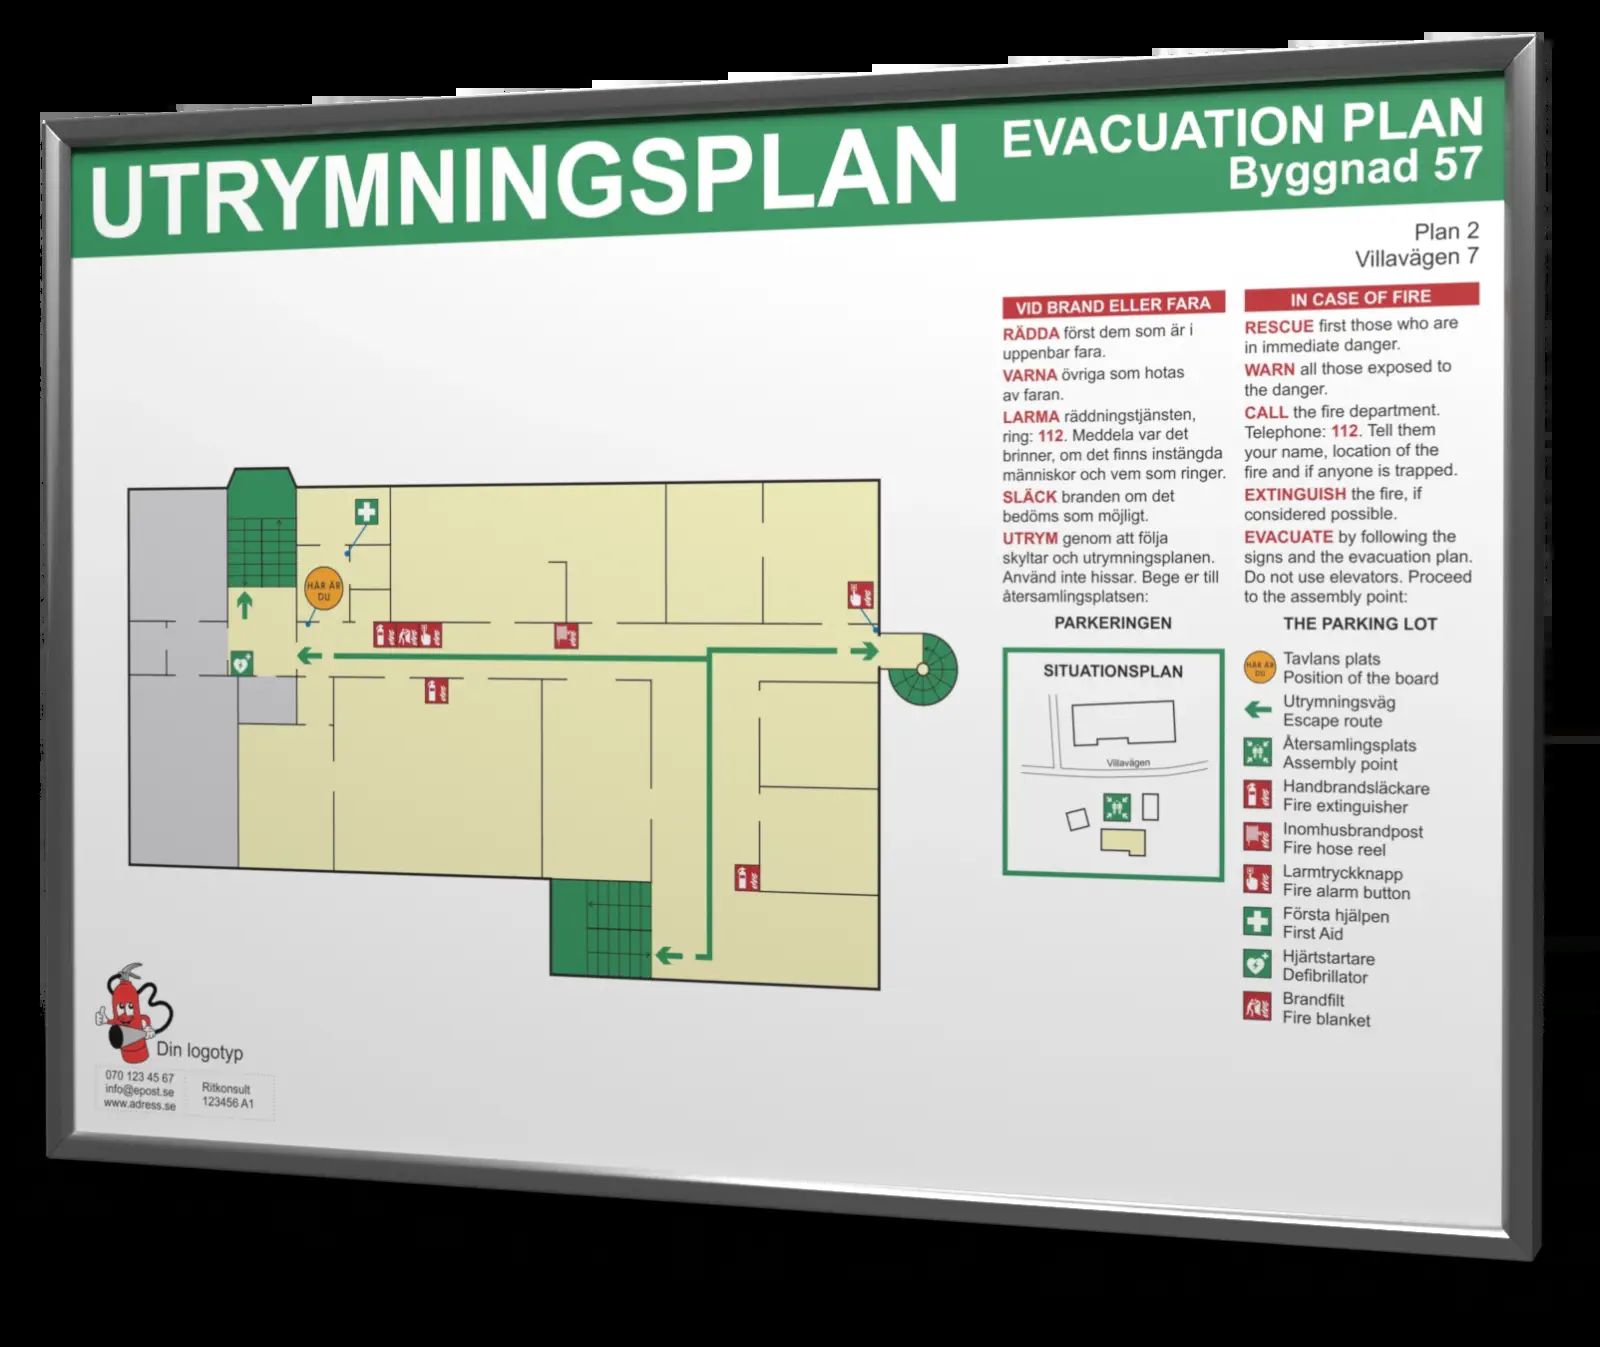 UTRYMNINGSPLAN
EVACUATION PLAN
Byggnad 57
Plan 2
Villavägen 7
VID BRAND ELLER FARA
RÄDDA först dem som är i
uppenbar fara.
VARNA övriga som hotas
av faran.
LARMA räddningstjänsten,
ring: 112. Meddela var det
brinner, om det finns instängda
människor och vem som ringer.
SLÄCK branden om det
bedöms som möjligt.
UTRYM genom att följa
skyltar och utrymningsplanen.
Använd inte hissar. Bege er till
återsamlingsplatsen:
PARKERINGEN
IN CASE OF FIRE
RESCUE first those who are
in immediate danger.
WARN all those exposed to
the danger.
CALL the fire department.
Telephone: 112. Tell them
your name, location of the
fire and if anyone is trapped.
EXTINGUISH the fire, if
considered possible.
EVACUATE by following the
signs and the evacuation plan.
Do not use elevators. Proceed
to the assembly point:
THE PARKING LOT
HÄR ÄR
DU
SITUATIONSPLAN
Villavägen
HÄR ÄR
DU
Tavlans plats
Position of the board
Utrymningsväg
Escape route
Återsamlingsplats
Assembly point
Handbrandsläckare
Fire extinguisher
Inomhusbrandpost
Fire hose reel
Larmtryckknapp
Fire alarm button
Första hjälpen
First Aid
Hjärtstartare
Defibrillator
Brandfilt
Fire blanket
Din logotyp
070 123 45 67
info@epost.se
www.adress.se
Ritkonsult
123456 A1